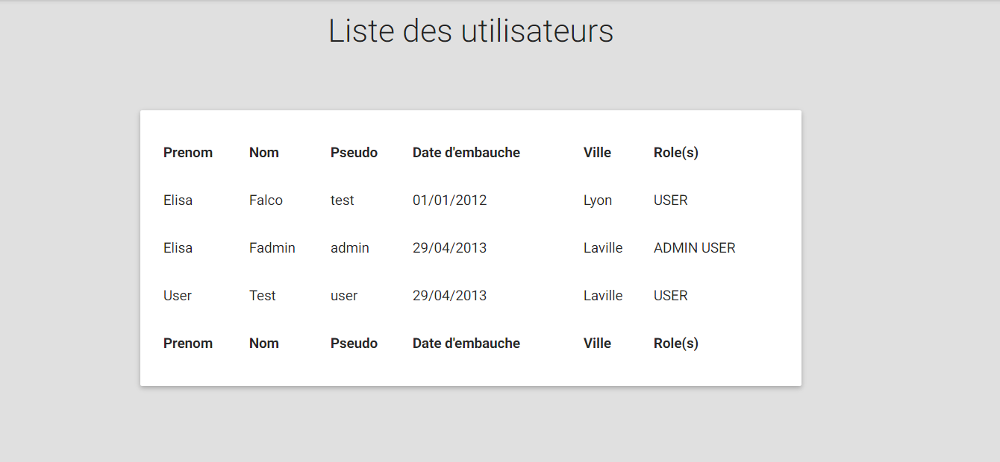 Liste des utilisateurs
Prenom Nom Pseudo Date d'embauche Ville Role(s)
Elisa Falco test 01/01/2012 Lyon USER
Elisa Fadmin admin 29/04/2013 Laville ADMIN USER
User Test user 29/04/2013 Laville USER
Prenom Nom Pseudo Date d'embauche Ville Role(s)